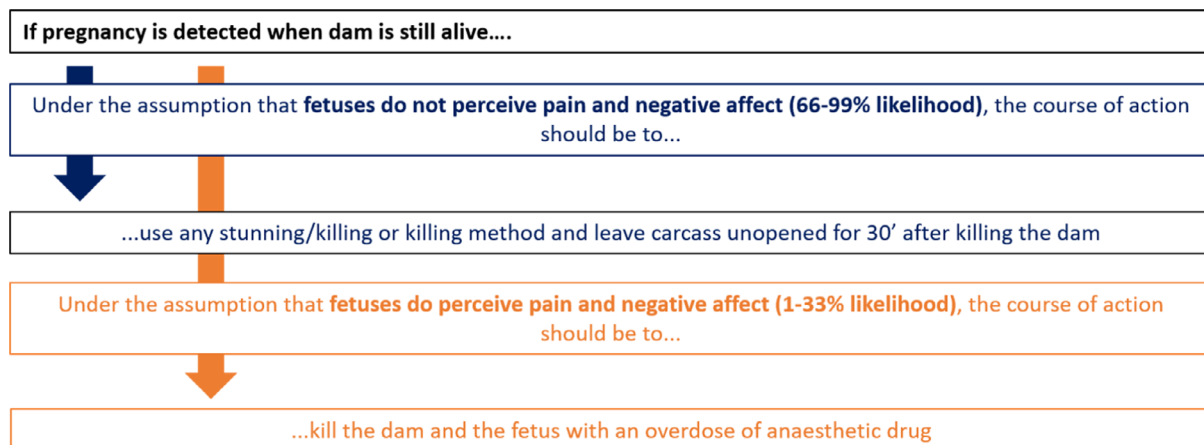 If pregnancy is detected when dam is still alive....
Under the assumption that fetuses do not perceive pain and negative affect (66-99% likelihood), the course of action
should be to...
...use any stunning/killing or killing method and leave carcass unopened for 30’ after killing the dam
Under the assumption that fetuses do perceive pain and negative affect (1-33% likelihood), the course of action
should be to...
...kill the dam and the fetus with an overdose of anaesthetic drug